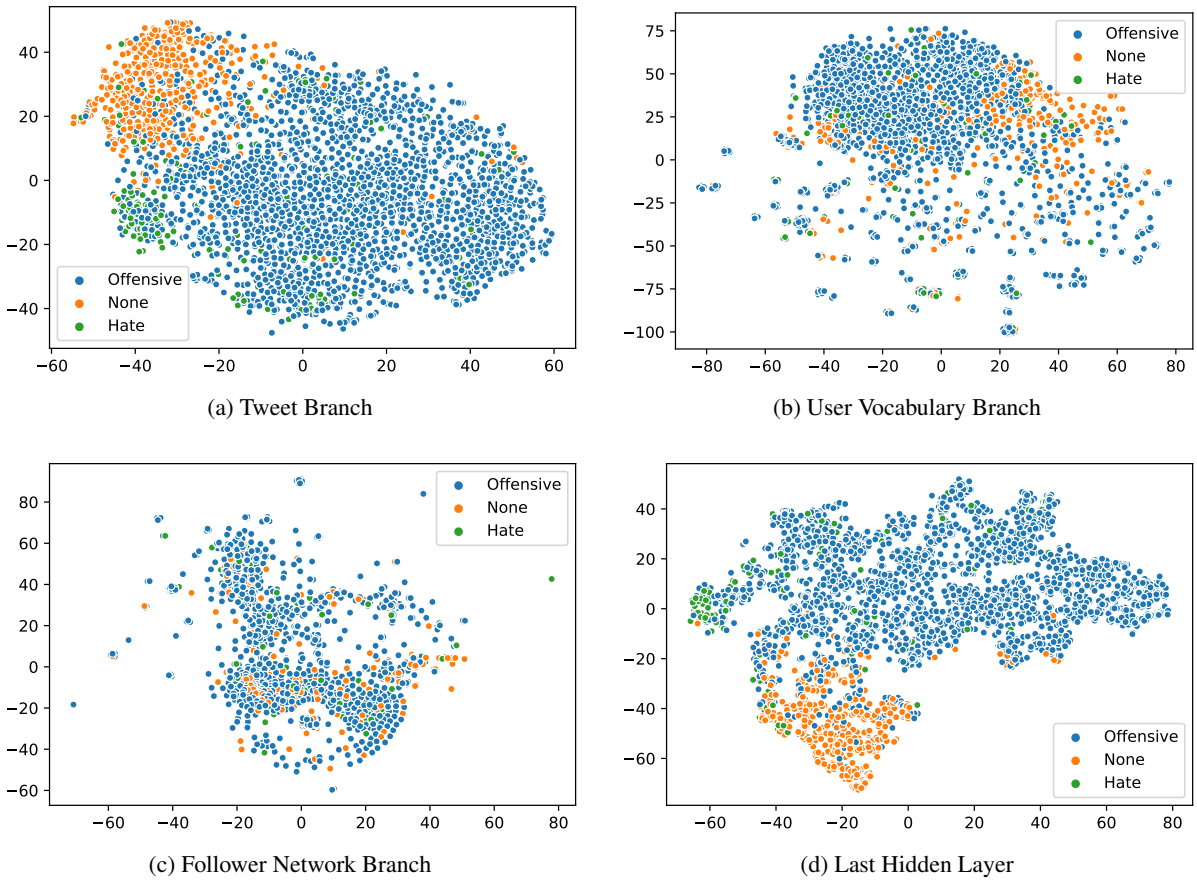 40
20
0
−20
−40
−60 −40 −20 0 20 40 60
Offensive
None
Hate
(a) Tweet Branch
75
50
25
0
−25
−50
−75
−100
−80 −60 −40 −20 0 20 40 60 80
Offensive
None
Hate
(b) User Vocabulary Branch
80
60
40
20
0
−20
−40
−60
−60 −40 −20 0 20 40 60 80
Offensive
None
Hate
(c) Follower Network Branch
40
20
0
−20
−40
−60
−60 −40 −20 0 20 40 60 80
Offensive
None
Hate
(d) Last Hidden Layer